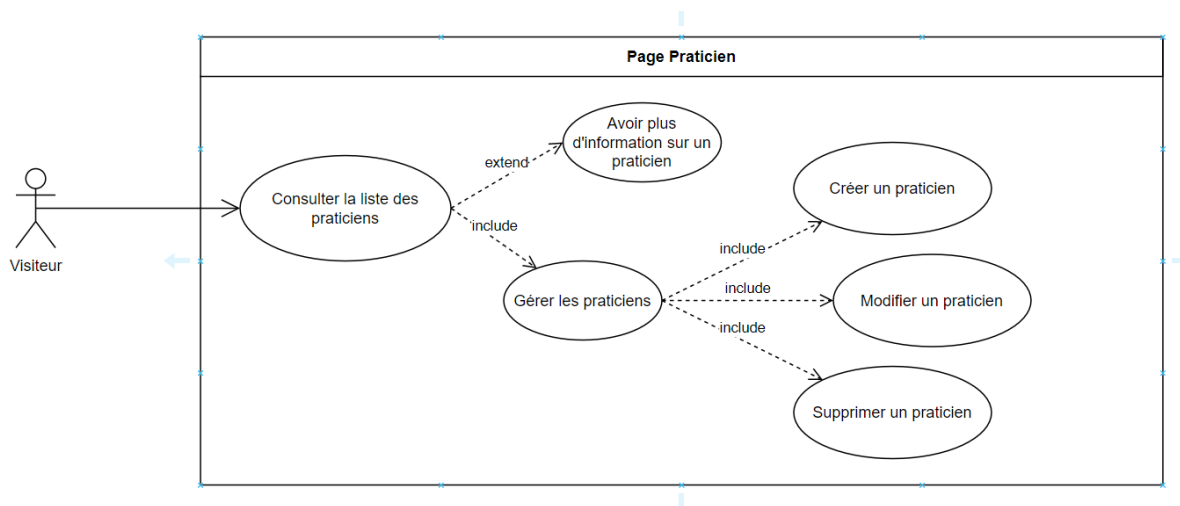 Page Praticien
Avoir plus
d'information sur un
praticien
extend
Créer un praticien
Consulter la liste des
praticiens
include
Visiteur
include
Gérer les praticiens
include
Modifier un praticien
include
Supprimer un praticien